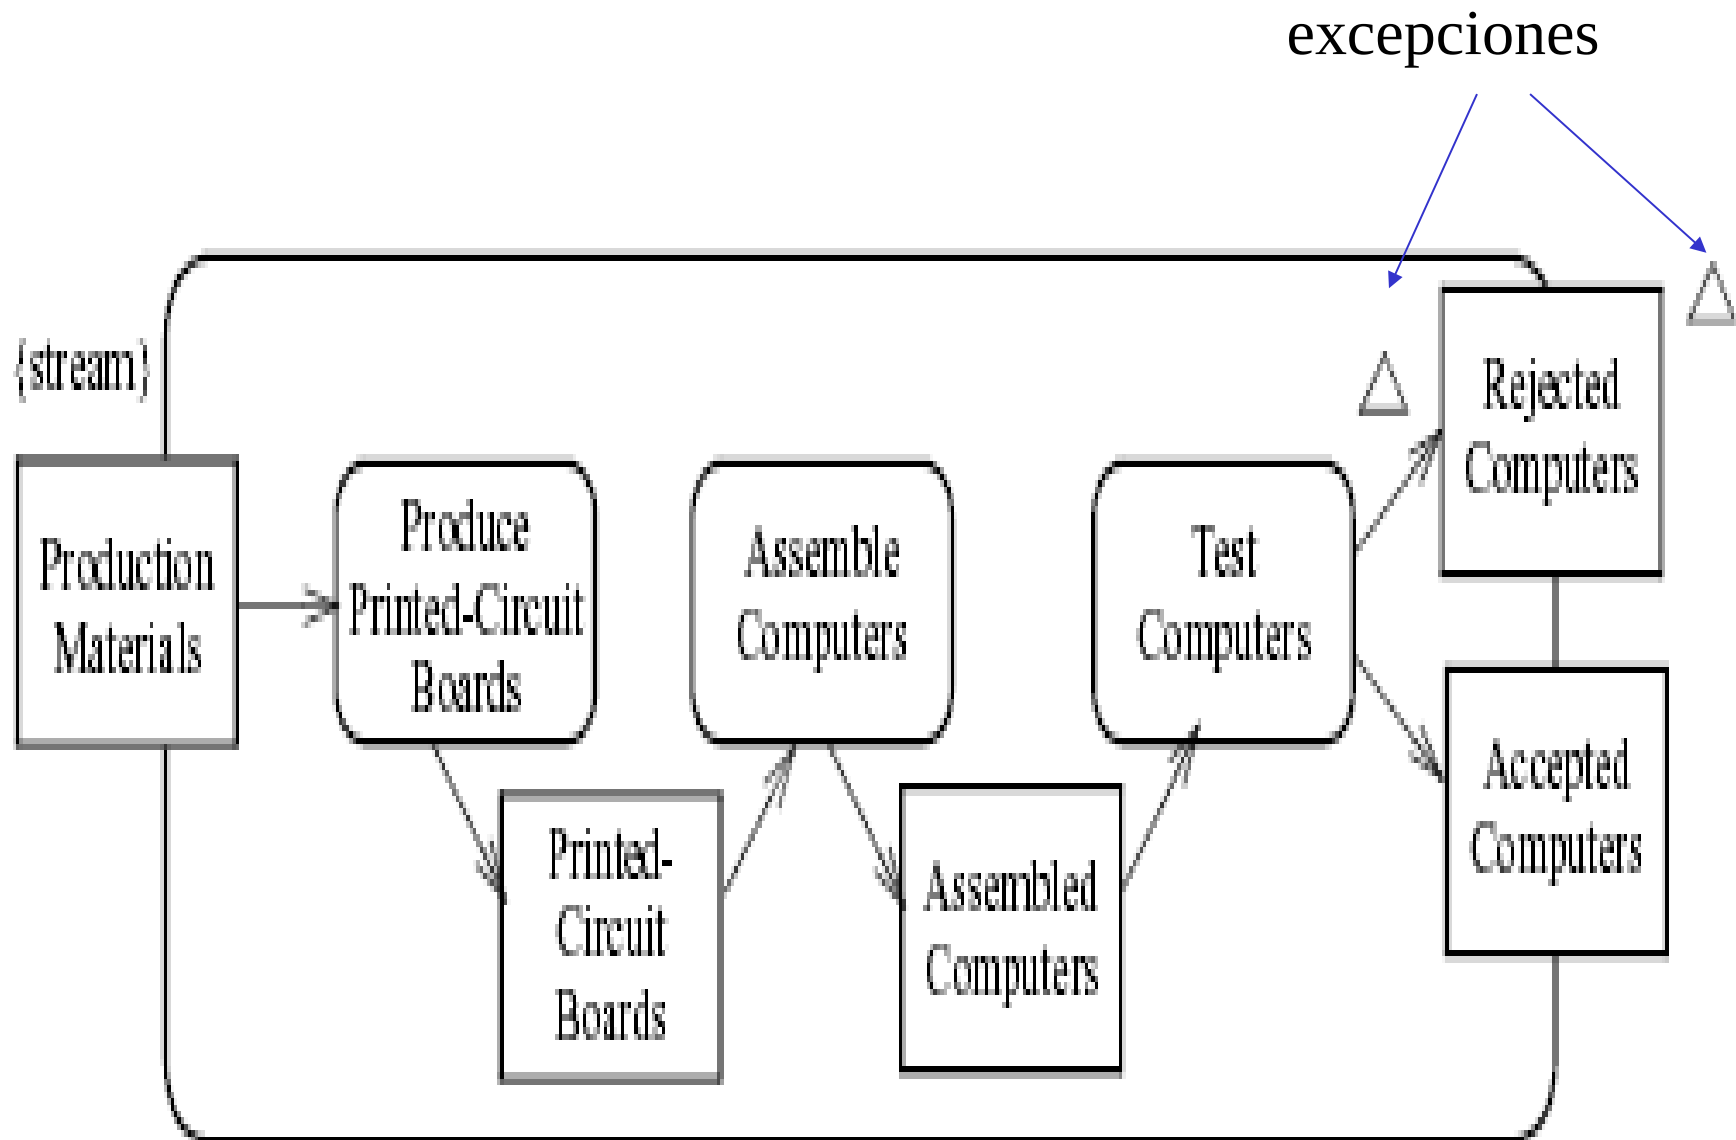 excepciones
{stream}
Production
Materials
Produce
Printed-Circuit
Boards
Printed-
Circuit
Boards
Assemble
Computers
Assembled
Computers
Test
Computers
Rejected
Computers
Accepted
Computers